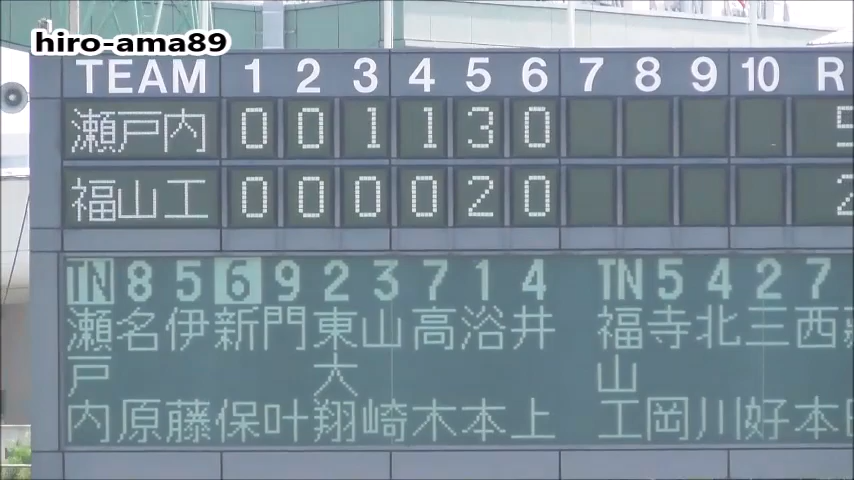 hiro-ama89
TEAM 1 2 3 4 5 6 7 8 9 10 R
瀬戸内 0 0 1 1 3 0 5
福山工 0 0 0 0 2 0 2
TN 8 5 6 9 2 3 7 1 4 TN 5 4 2 7
瀬戸内 名原 伊藤 新保 門叶 東大翔 山崎 高木 浴本 井上 福山工 寺岡 北川 三好 西本